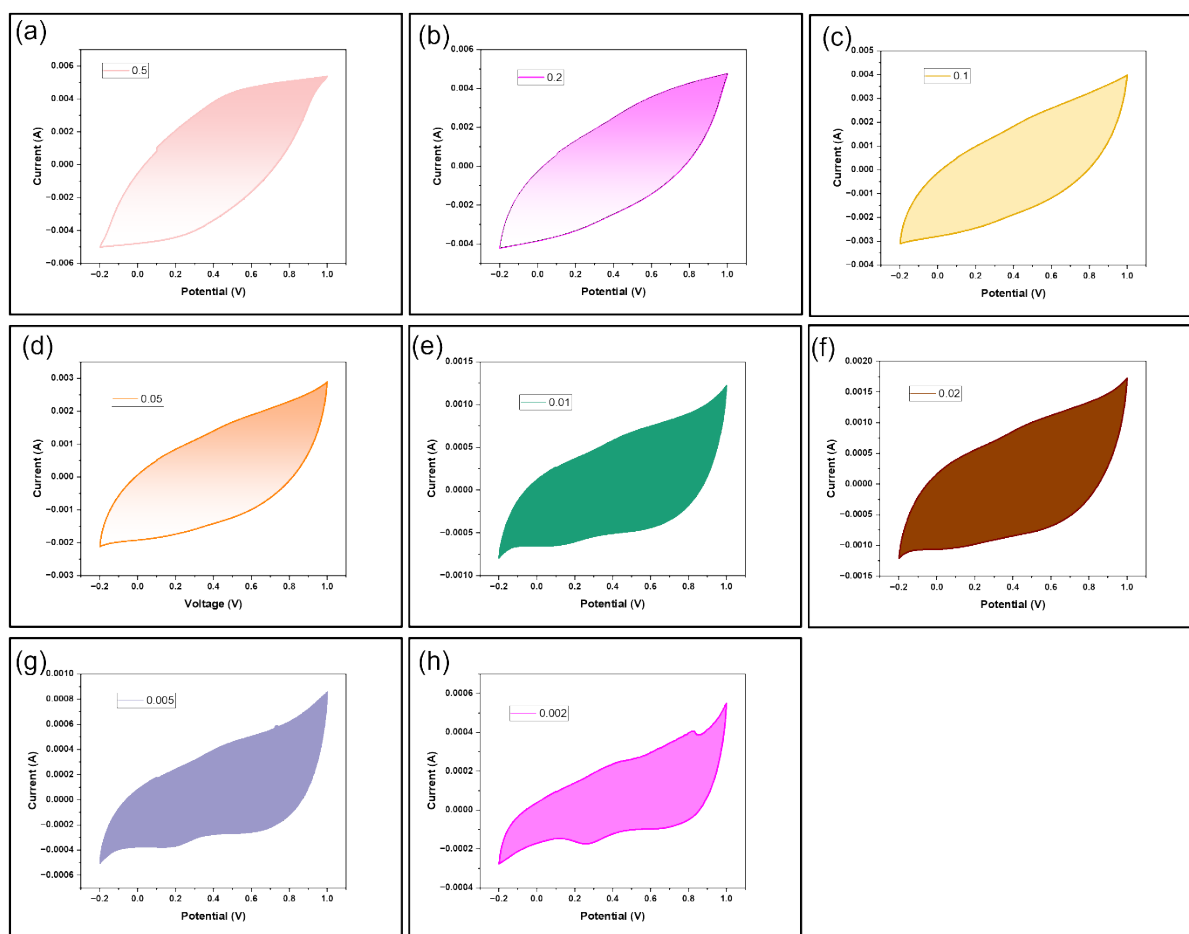 (a)
0.5
0.006
0.004
0.002
0.000
−0.002
−0.004
−0.006
Current (A)
−0.2 0.0 0.2 0.4 0.6 0.8 1.0
Potential (V)
(b)
0.2
0.006
0.004
0.002
0.000
−0.002
−0.004
Current (A)
−0.2 0.0 0.2 0.4 0.6 0.8 1.0
Potential (V)
(c)
0.1
0.005
0.004
0.003
0.002
0.001
0.000
−0.001
−0.002
−0.003
−0.004
Current (A)
−0.2 0.0 0.2 0.4 0.6 0.8 1.0
Potential (V)
(d)
0.05
0.003
0.002
0.001
0.000
−0.001
−0.002
−0.003
Current (A)
−0.2 0.0 0.2 0.4 0.6 0.8 1.0
Voltage (V)
(e)
0.01
0.0015
0.0010
0.0005
0.0000
−0.0005
−0.0010
Current (A)
−0.2 0.0 0.2 0.4 0.6 0.8 1.0
Potential (V)
(f)
0.02
0.0020
0.0015
0.0010
0.0005
0.0000
−0.0005
−0.0010
−0.0015
Current (A)
−0.2 0.0 0.2 0.4 0.6 0.8 1.0
Potential (V)
(g)
0.005
0.0010
0.0008
0.0006
0.0004
0.0002
0.0000
−0.0002
−0.0004
−0.0006
Current (A)
−0.2 0.0 0.2 0.4 0.6 0.8 1.0
Potential (V)
(h)
0.002
0.0006
0.0004
0.0002
0.0000
−0.0002
−0.0004
Current (A)
−0.2 0.0 0.2 0.4 0.6 0.8 1.0
Potential (V)